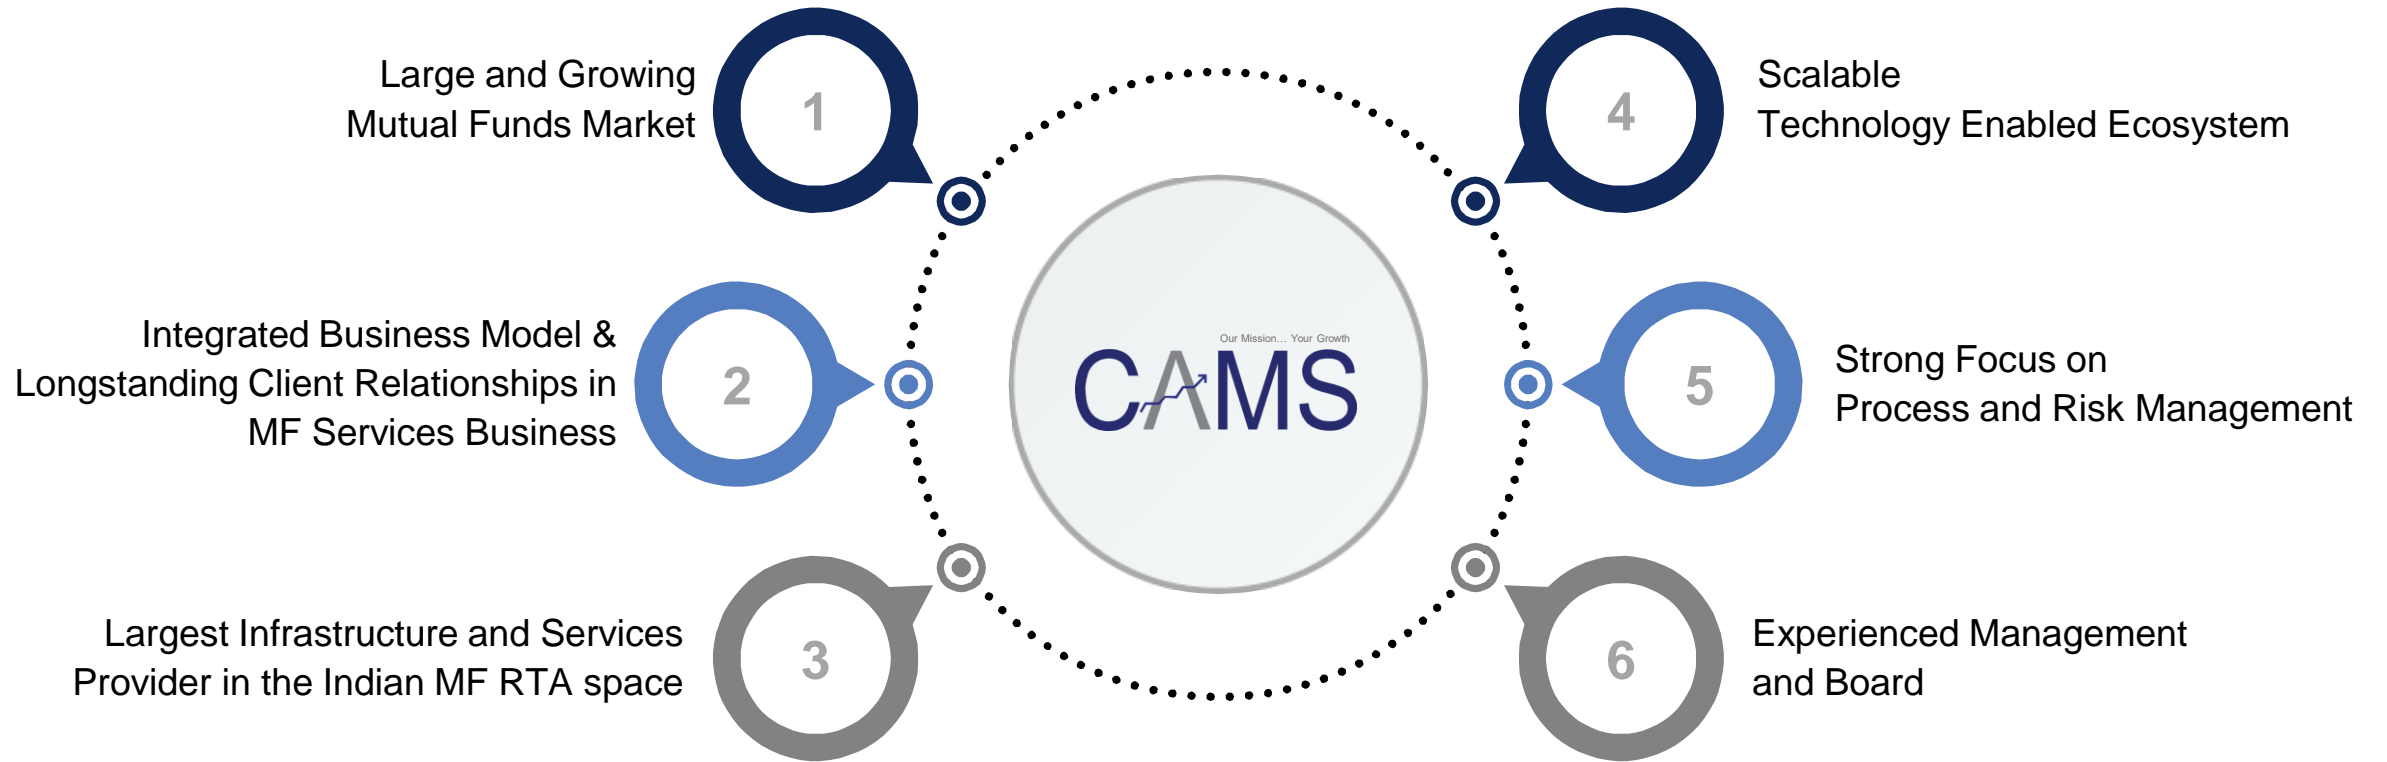 1
Large and Growing
Mutual Funds Market
2
Integrated Business Model &
Longstanding Client Relationships in
MF Services Business
3
Largest Infrastructure and Services
Provider in the Indian MF RTA space
Our Mission... Your Growth
CAMS
4
Scalable
Technology Enabled Ecosystem
5
Strong Focus on
Process and Risk Management
6
Experienced Management
and Board